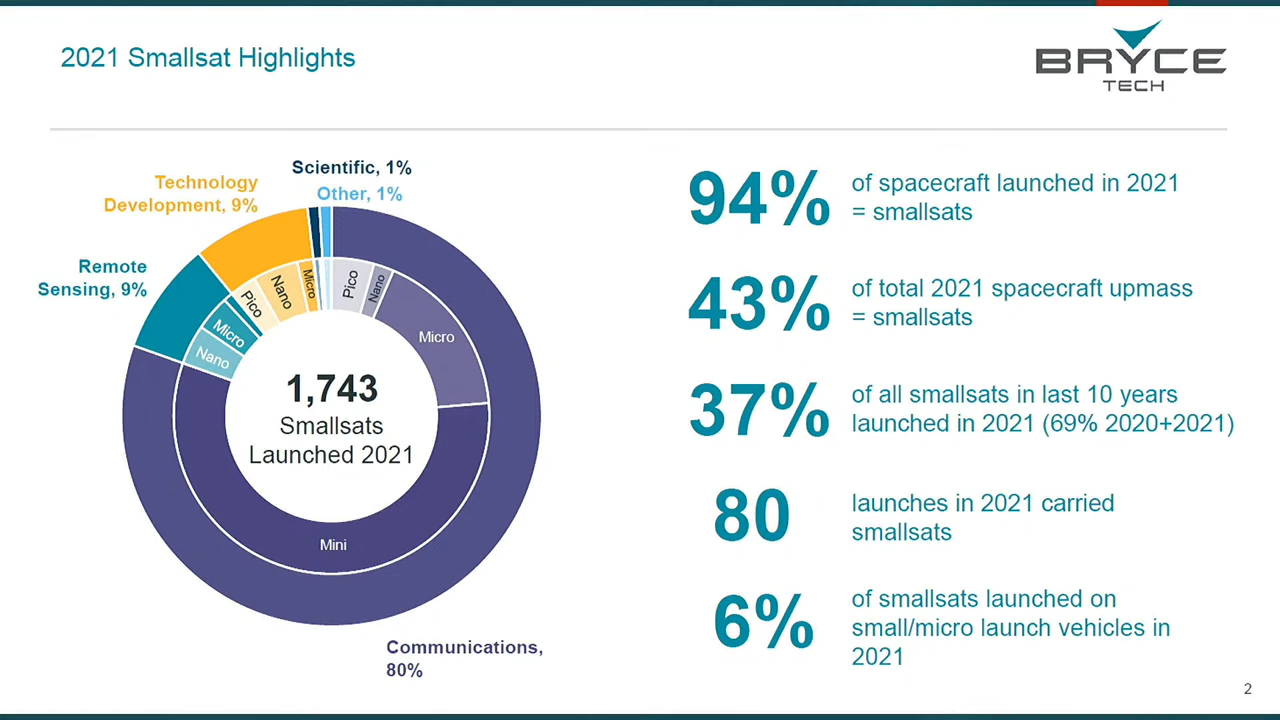 2021 Smallsat Highlights
BRYCE
TECH
Scientific, 1%
Other, 1%
Technology
Development, 9%
Remote
Sensing, 9%
Pico
Nano
Micro
Micro
Nano
Pico
Nano
Micro
Mini
1,743
Smallsats
Launched 2021
Communications,
80%
94%
of spacecraft launched in 2021
= smallsats
43%
of total 2021 spacecraft upmass
= smallsats
37%
of all smallsats in last 10 years
launched in 2021 (69% 2020+2021)
80
launches in 2021 carried
smallsats
6%
of smallsats launched on
small/micro launch vehicles in
2021
2